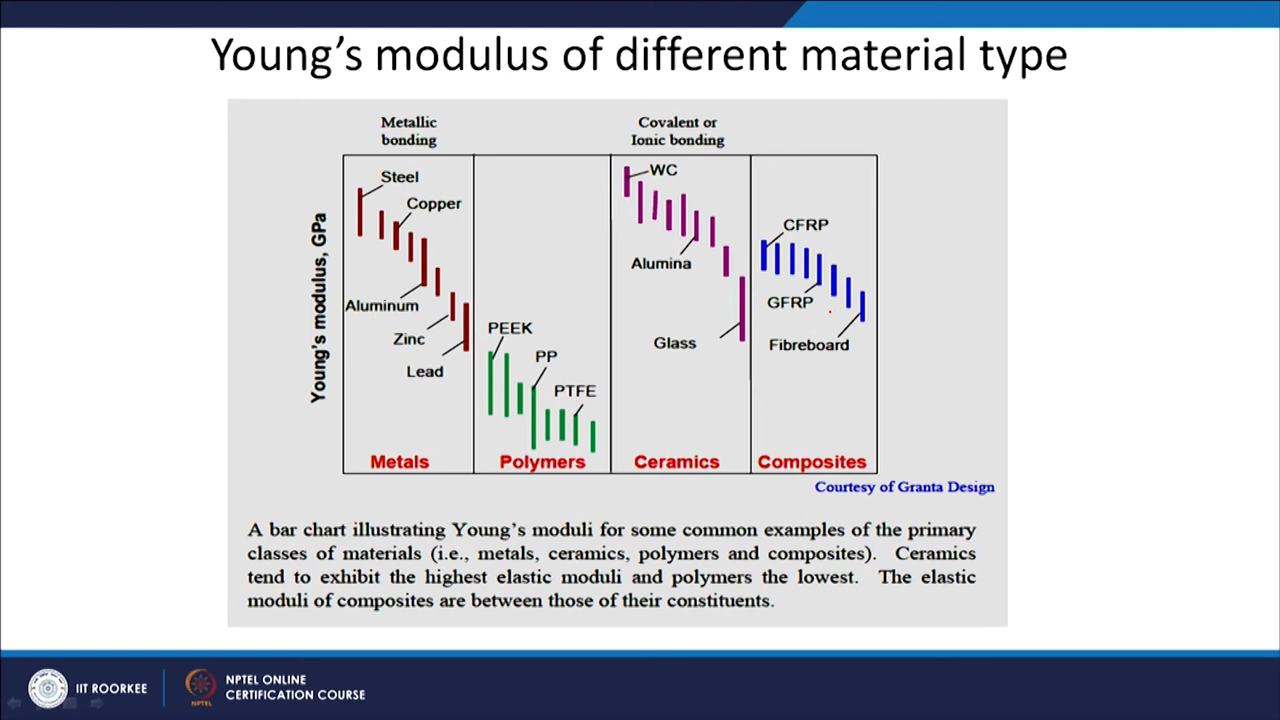 Young's modulus of different material type
Metallic
bonding
Covalent or
Ionic bonding
Young's modulus, GPa
Steel
Copper
Aluminum
Zinc
Lead
Metals
PEEK
PP
PTFE
Polymers
WC
Alumina
Glass
Ceramics
CFRP
GFRP
Fibreboard
Composites
Courtesy of Granta Design
A bar chart illustrating Young's moduli for some common examples of the primary
classes of materials (i.e., metals, ceramics, polymers and composites). Ceramics
tend to exhibit the highest elastic moduli and polymers the lowest. The elastic
moduli of composites are between those of their constituents.
IIT ROORKEE
NPTEL
NPTEL ONLINE
CERTIFICATION COURSE